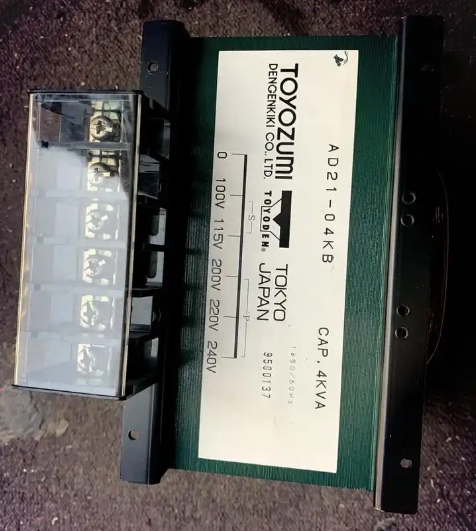 AD21-04KB CAP. 4KVA
TOYOZUMI
DENGENKIKI CO., LTD.
TOYODEN®
TOKYO
JAPAN
1φ50/60Hz
9500137
S P
0 100V 115V 200V 220V 240V